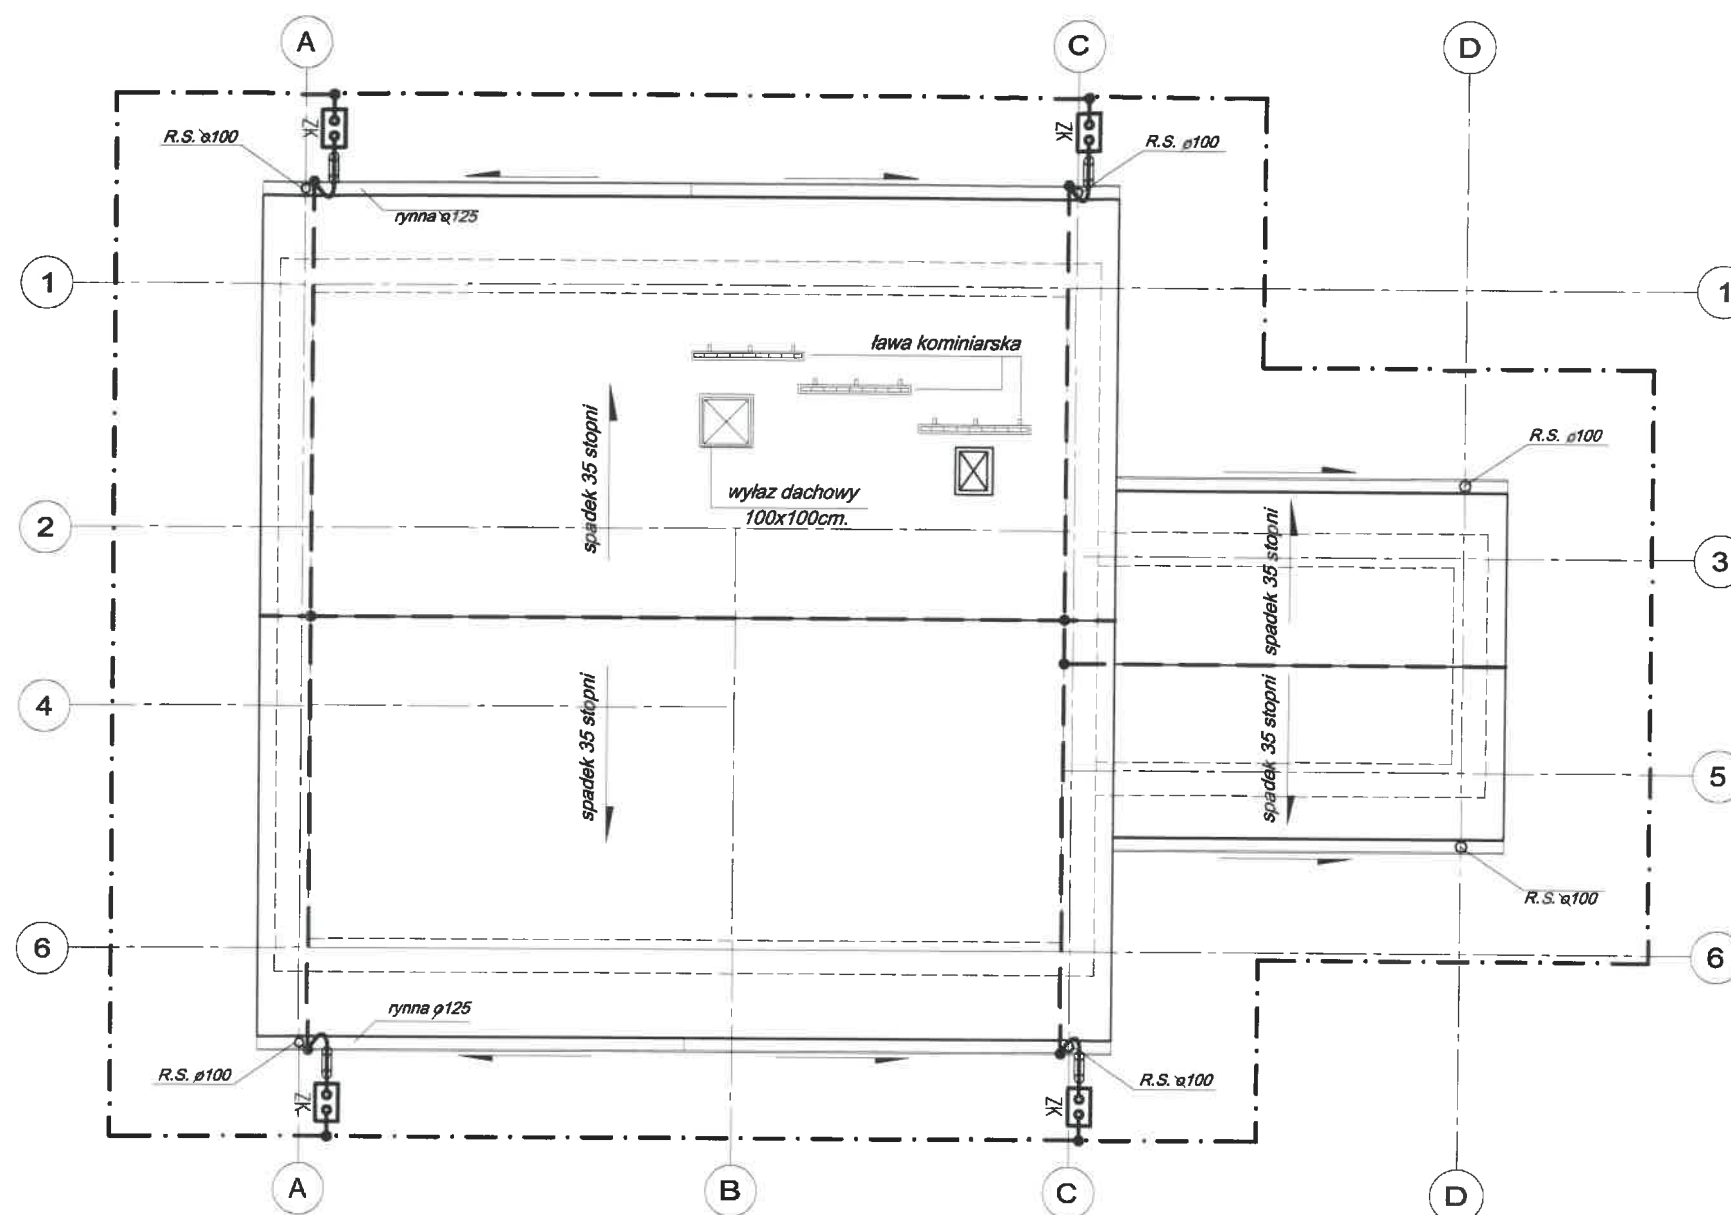 A
C
D
ZK
ZK
R.S. ø100
R.S. ø100
rynna ø125
1
1
ława kominiarska
spadek 35 stopni
R.S. ø100
wyłaz dachowy
100x100cm.
2
spadek 35 stopni
3
4
spadek 35 stopni
spadek 35 stopni
5
R.S. ø100
6
6
rynna ø125
R.S. ø100
R.S. ø100
ZK
ZK
A
B
C
D